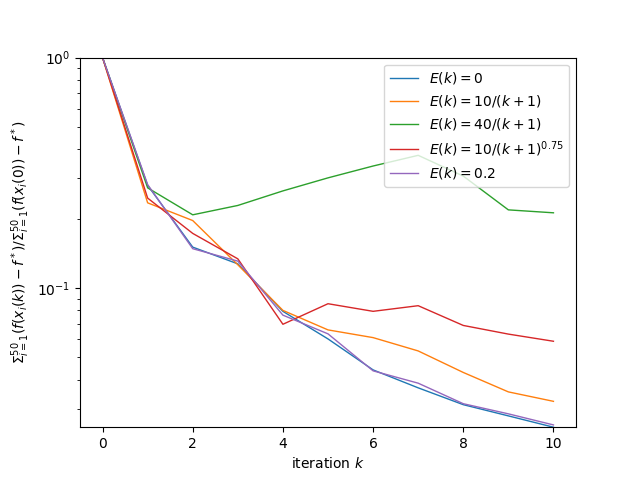 10⁰
10⁻¹
0 2 4 6 8 10
iteration k
Σ⁵⁰ᵢ₌₁(f(xᵢ(k)) − f*)/Σ⁵⁰ᵢ₌₁(f(xᵢ(0)) − f*)
E(k) = 0
E(k) = 10/(k + 1)
E(k) = 40/(k + 1)
E(k) = 10/(k + 1)^0.75
E(k) = 0.2